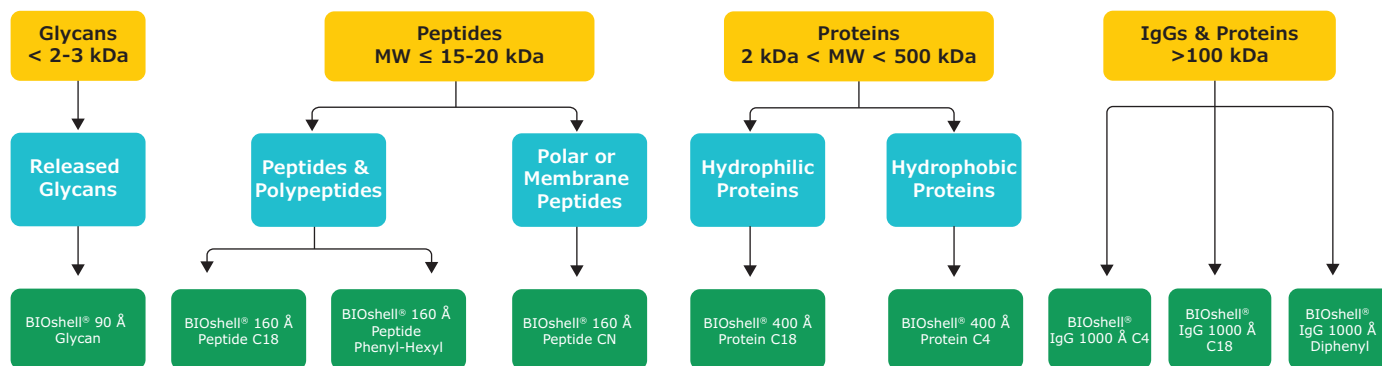 Glycans
< 2-3 kDa
Peptides
MW ≤ 15-20 kDa
Proteins
2 kDa < MW < 500 kDa
IgGs & Proteins
>100 kDa
Released
Glycans
Peptides &
Polypeptides
Polar or
Membrane
Peptides
Hydrophilic
Proteins
Hydrophobic
Proteins
BIOshell® 90 Å
Glycan
BIOshell® 160 Å
Peptide C18
BIOshell® 160 Å
Peptide
Phenyl-Hexyl
BIOshell® 160 Å
Peptide CN
BIOshell® 400 Å
Protein C18
BIOshell® 400 Å
Protein C4
BIOshell®
IgG 1000 Å C4
BIOshell®
IgG 1000 Å
C18
BIOshell®
IgG 1000 Å
Diphenyl